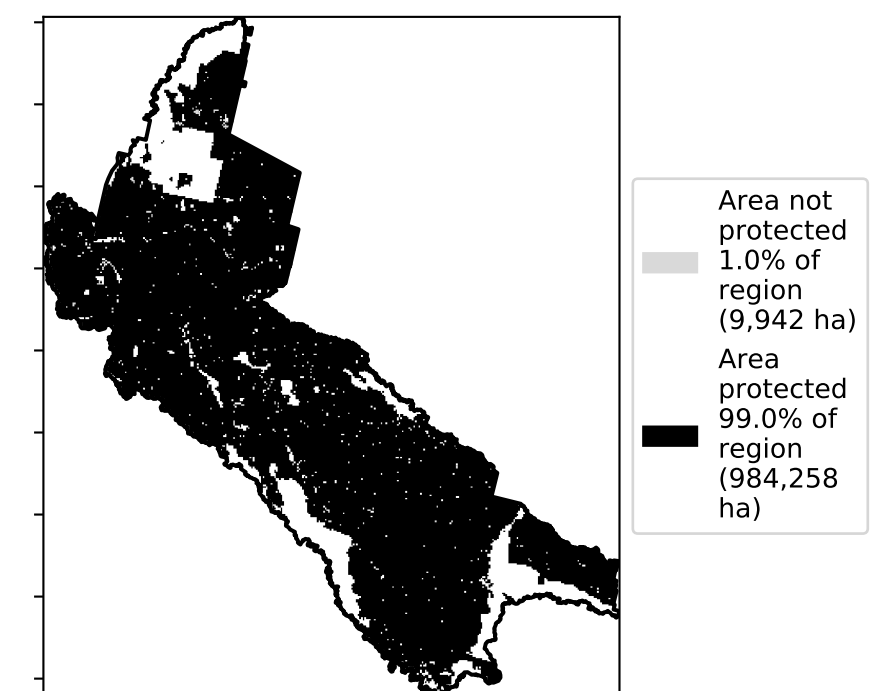 Area not
protected
1.0% of
region
(9,942 ha)
Area
protected
99.0% of
region
(984,258
ha)